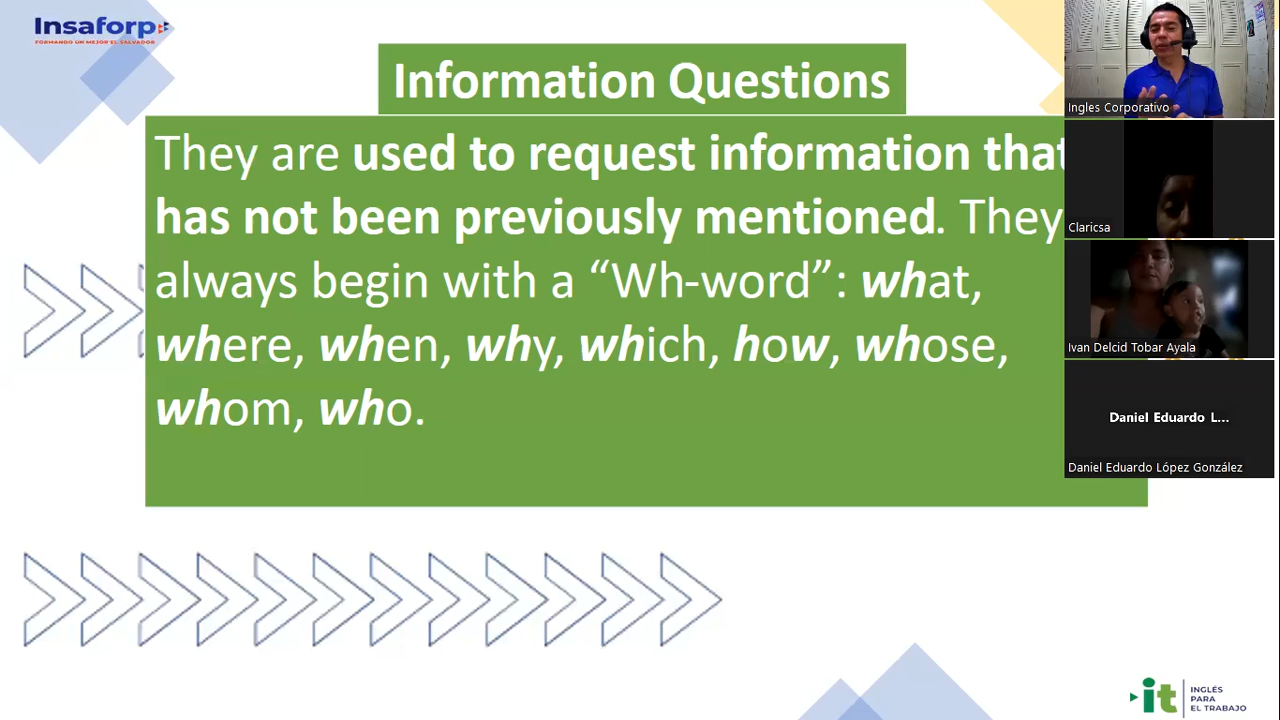 Insaforp
FORMANDO UN MEJOR EL SALVADOR
Information Questions
They are used to request information that
has not been previously mentioned. They
always begin with a “Wh-word”: what,
where, when, why, which, how, whose,
whom, who.
Ingles Corporativo
Claricsa
Ivan Delcid Tobar Ayala
Daniel Eduardo L...
Daniel Eduardo López González
it
INGLÉS
PARA
EL TRABAJO